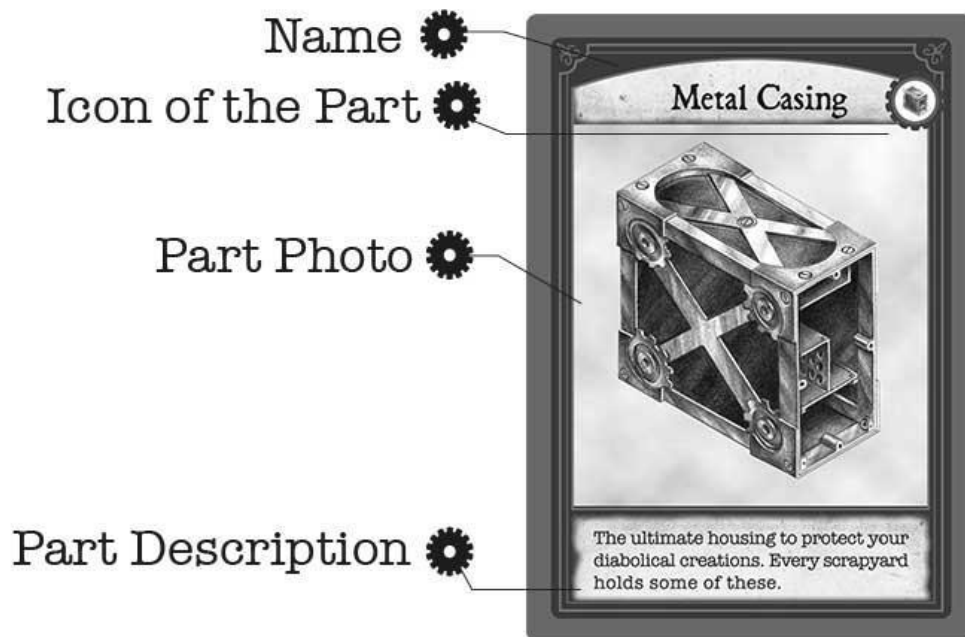 Name
Icon of the Part
Metal Casing
Part Photo
Part Description
The ultimate housing to protect your
diabolical creations. Every scrapyard
holds some of these.